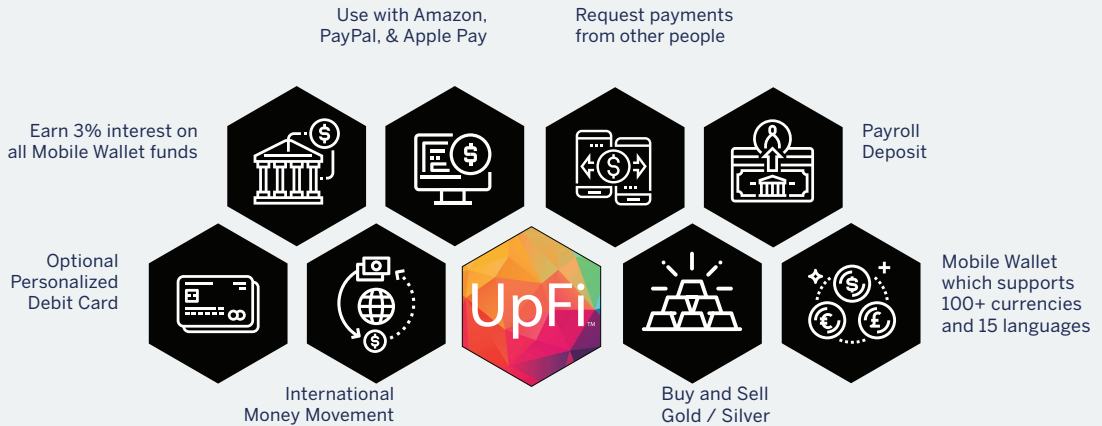 Use with Amazon,
PayPal, & Apple Pay
Request payments
from other people
Earn 3% interest on
all Mobile Wallet funds
Payroll
Deposit
Optional
Personalized
Debit Card
UpFi™
Mobile Wallet
which supports
100+ currencies
and 15 languages
International
Money Movement
Buy and Sell
Gold / Silver